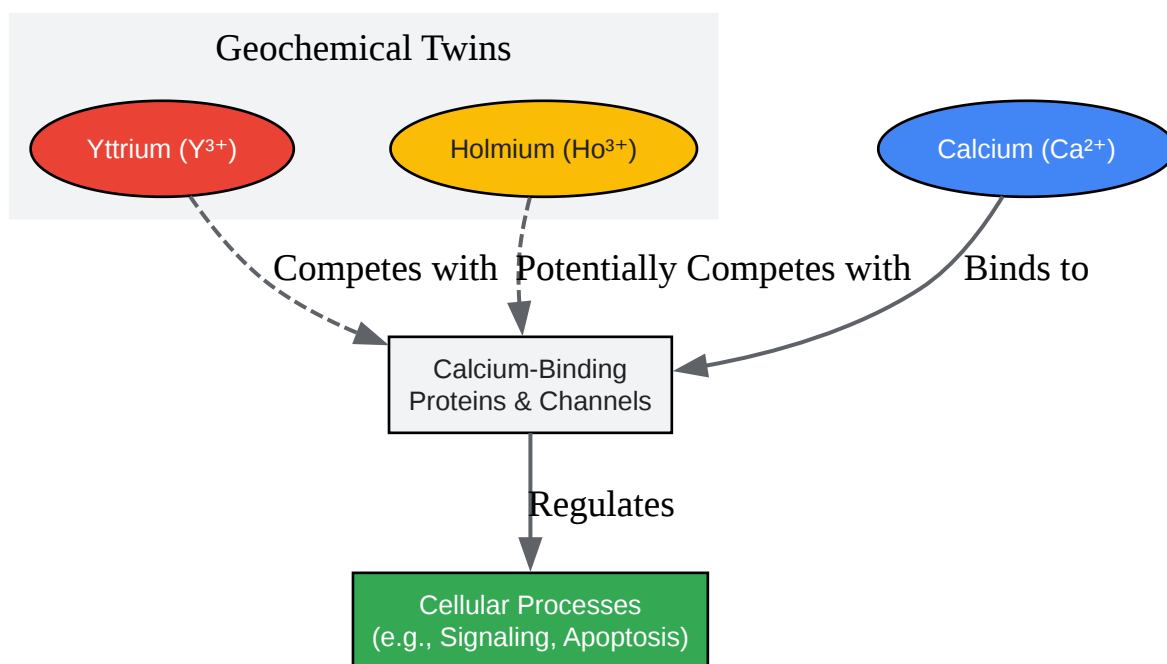 Geochemical Twins
Yttrium (Y³⁺)
Holmium (Ho³⁺)
Calcium (Ca²⁺)
Competes with
Potentially Competes with
Binds to
Calcium-Binding
Proteins & Channels
Regulates
Cellular Processes
(e.g., Signaling, Apoptosis)